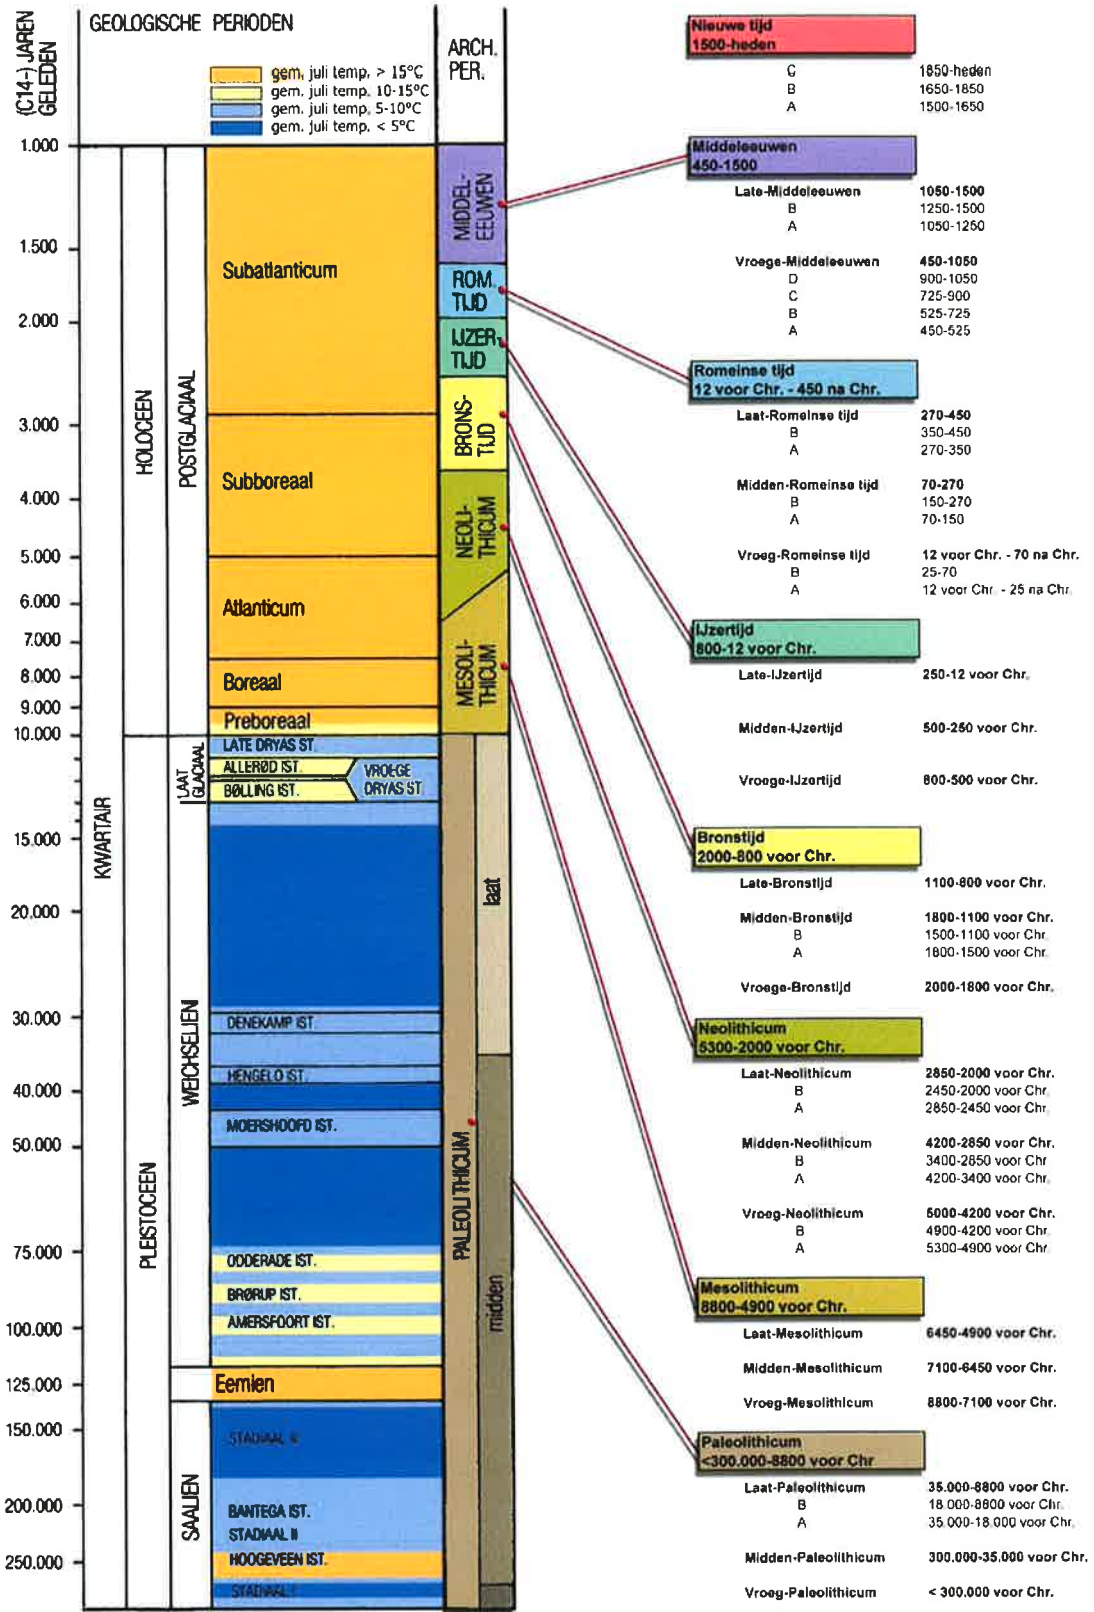 GEOLOGISCHE PERIODEN
(C14-) JAREN
GELEDEN
gem. juli temp. > 15°C
gem. juli temp. 10-15°C
gem. juli temp. 5-10°C
gem. juli temp. < 5°C
ARCH.
PER.
1.000
1.500
2.000
3.000
4.000
5.000
6.000
7.000
8.000
9.000
10.000
15.000
20.000
30.000
40.000
50.000
75.000
100.000
125.000
150.000
200.000
250.000
KWARTAIR
HOLOCEEN
PLEISTOCEEN
POSTGLACIAAL
LAAT
GLACIAAL
WEICHSELIEN
SAALIEN
Subatlanticum
Subboreaal
Atlanticum
Boreaal
Preboreaal
LATE DRYAS ST.
ALLERØD IST.
VROEGE
DRYAS ST.
BØLLING IST.
DENEKAMP IST.
HENGELO IST.
MOERSHOOFD IST.
ODDERADE IST.
BRØRUP IST.
AMERSFOORT IST.
Eemien
STADIAAL III
BANTEGA IST.
STADIAAL II
HOOGEVEEN IST.
STADIAAL I
MIDDEL-
EEUWEN
ROM.
TIJD
IJZER-
TIJD
BRONS-
TIJD
NEOLI-
THICUM
MESOLI-
THICUM
PALEOLITHICUM
laat
midden
Nieuwe tijd
1500-heden
C 1850-heden
B 1650-1850
A 1500-1650
Middeleeuwen
450-1500
Late-Middeleeuwen 1050-1500
B 1250-1500
A 1050-1250
Vroege-Middeleeuwen 450-1050
D 900-1050
C 725-900
B 525-725
A 450-525
Romeinse tijd
12 voor Chr. - 450 na Chr.
Laat-Romeinse tijd 270-450
B 350-450
A 270-350
Midden-Romeinse tijd 70-270
B 150-270
A 70-150
Vroeg-Romeinse tijd 12 voor Chr. - 70 na Chr.
B 25-70
A 12 voor Chr. - 25 na Chr.
IJzertijd
800-12 voor Chr.
Late-IJzertijd 250-12 voor Chr.
Midden-IJzertijd 500-250 voor Chr.
Vroege-IJzertijd 800-500 voor Chr.
Bronstijd
2000-800 voor Chr.
Late-Bronstijd 1100-800 voor Chr.
Midden-Bronstijd 1800-1100 voor Chr.
B 1500-1100 voor Chr.
A 1800-1500 voor Chr.
Vroege-Bronstijd 2000-1800 voor Chr.
Neolithicum
5300-2000 voor Chr.
Laat-Neolithicum 2850-2000 voor Chr.
B 2450-2000 voor Chr.
A 2850-2450 voor Chr.
Midden-Neolithicum 4200-2850 voor Chr.
B 3400-2850 voor Chr.
A 4200-3400 voor Chr.
Vroeg-Neolithicum 5000-4200 voor Chr.
B 4900-4200 voor Chr.
A 5300-4900 voor Chr.
Mesolithicum
8800-4900 voor Chr.
Laat-Mesolithicum 6450-4900 voor Chr.
Midden-Mesolithicum 7100-6450 voor Chr.
Vroeg-Mesolithicum 8800-7100 voor Chr.
Paleolithicum
<300.000-8800 voor Chr
Laat-Paleolithicum 35.000-8800 voor Chr.
B 18.000-8800 voor Chr.
A 35.000-18.000 voor Chr.
Midden-Paleolithicum 300.000-35.000 voor Chr.
Vroeg-Paleolithicum < 300.000 voor Chr.